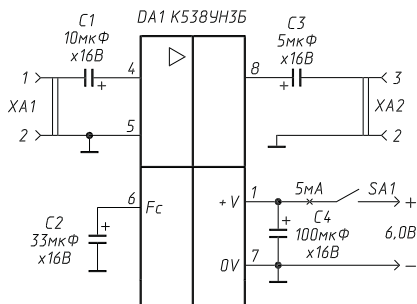 DA1 К538УН3Б
C1
10мкФ
х16В
C3
5мкФ
х16В
1
+
4
8
+
3
XA1
XA2
2
5
2
6
Fc
+V
1
5мА
SA1
+
C2
33мкФ
х16В
+
+
C4
100мкФ
х16В
6,0В
0V
7
−